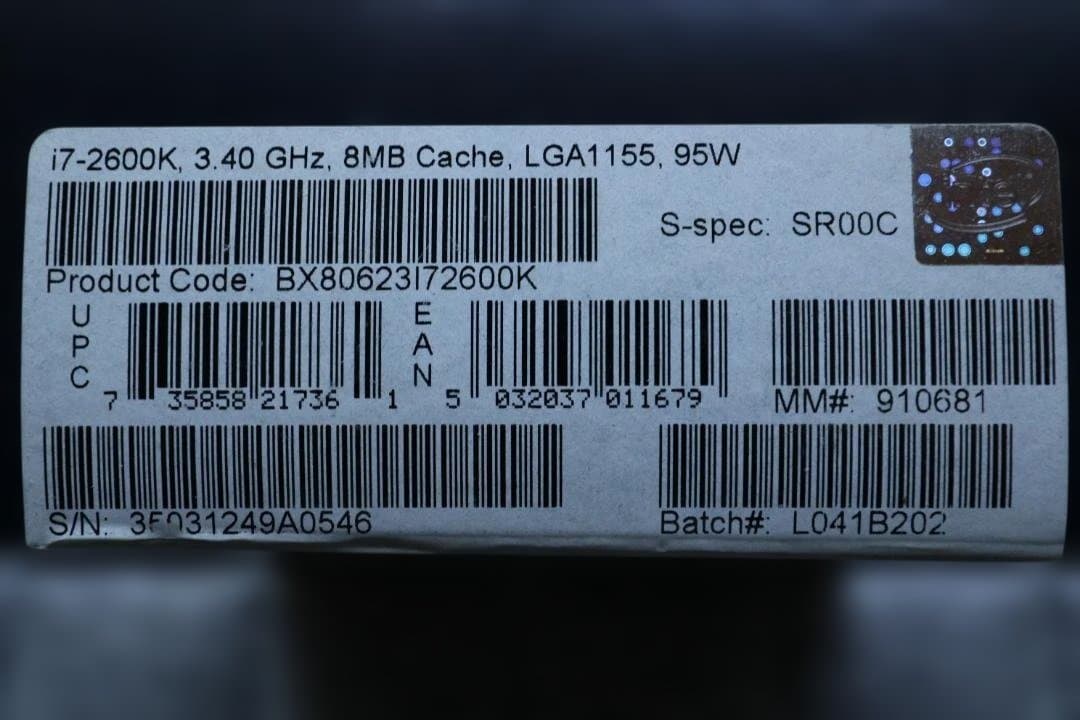 i7-2600K, 3.40 GHz, 8MB Cache, LGA1155, 95W
S-spec: SR00C
Product Code: BX80623I72600K
UPC
7 35858 21736 1
EAN
5 032037 011679
MM#: 910681
S/N:
Batch#: L041B202